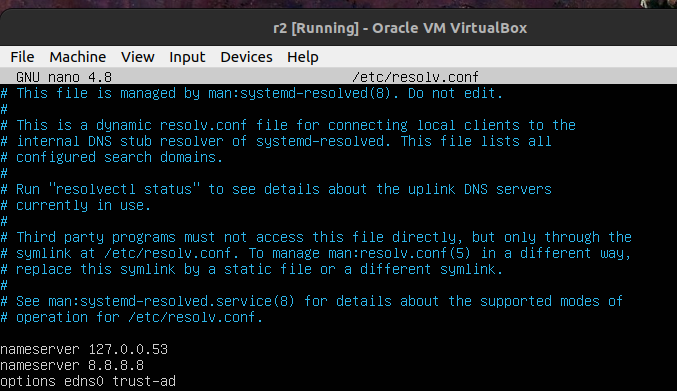 r2 [Running] - Oracle VM VirtualBox
File Machine View Input Devices Help
GNU nano 4.8 /etc/resolv.conf
# This file is managed by man:systemd-resolved(8). Do not edit.
#
# This is a dynamic resolv.conf file for connecting local clients to the
# internal DNS stub resolver of systemd-resolved. This file lists all
# configured search domains.
#
# Run "resolvectl status" to see details about the uplink DNS servers
# currently in use.
#
# Third party programs must not access this file directly, but only through the
# symlink at /etc/resolv.conf. To manage man:resolv.conf(5) in a different way,
# replace this symlink by a static file or a different symlink.
#
# See man:systemd-resolved.service(8) for details about the supported modes of
# operation for /etc/resolv.conf.
nameserver 127.0.0.53
nameserver 8.8.8.8
options edns0 trust-ad